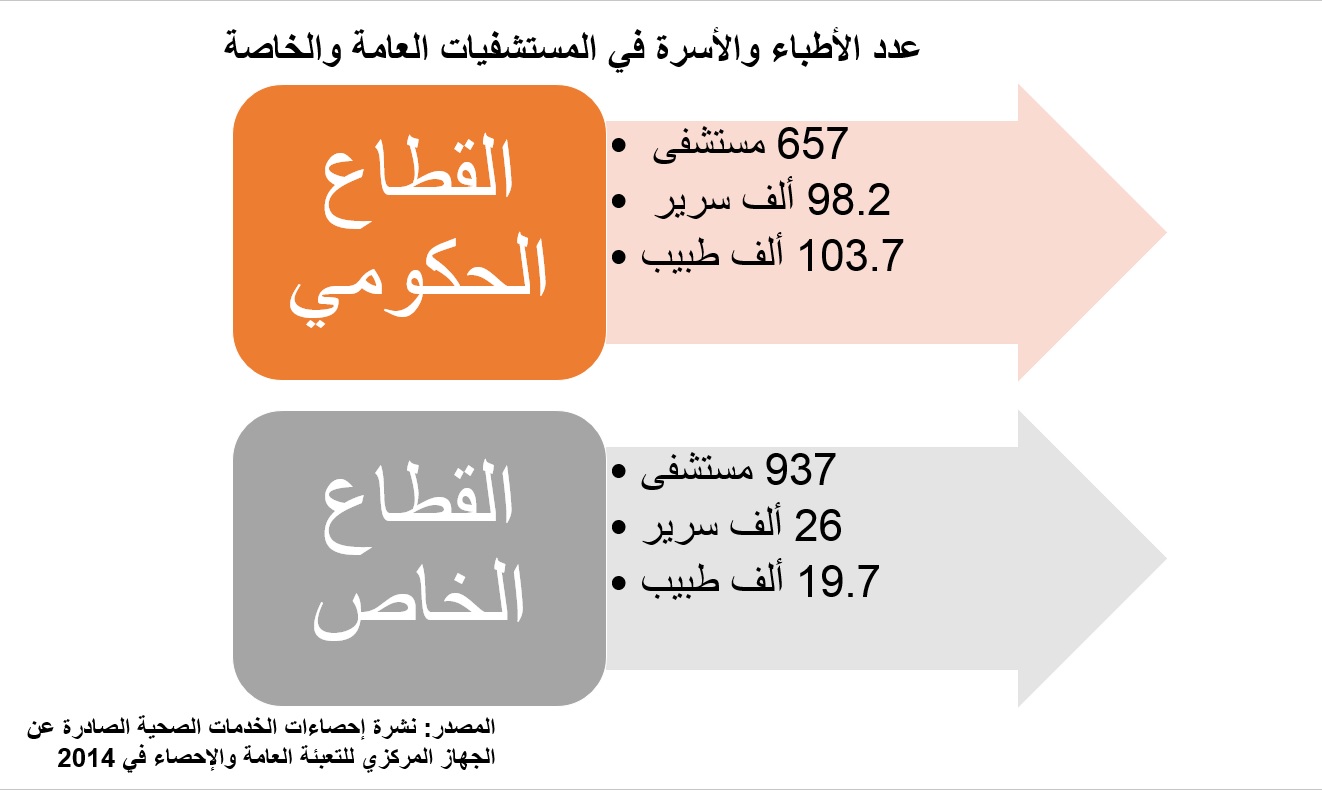 عدد الأطباء والأسرة في المستشفيات العامة والخاصة
القطاع
الحكومي
• 657 مستشفى
• 98.2 ألف سرير
• 103.7 ألف طبيب
القطاع
الخاص
• 937 مستشفى
• 26 ألف سرير
• 19.7 ألف طبيب
المصدر: نشرة إحصاءات الخدمات الصحية الصادرة عن
الجهاز المركزي للتعبئة العامة والإحصاء في 2014